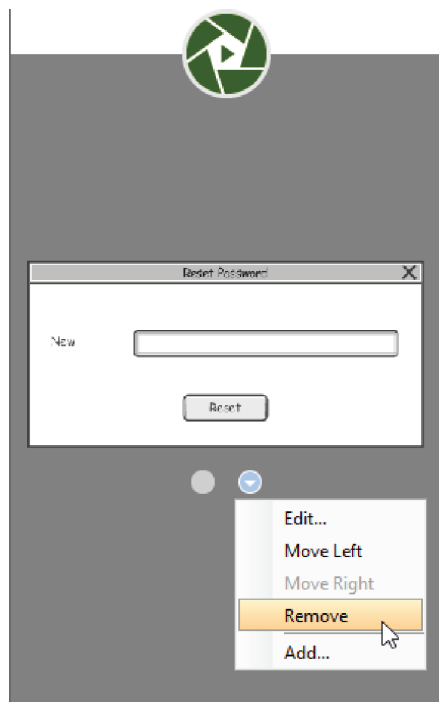 Reset Password
New
Reset
Edit...
Move Left
Move Right
Remove
Add...